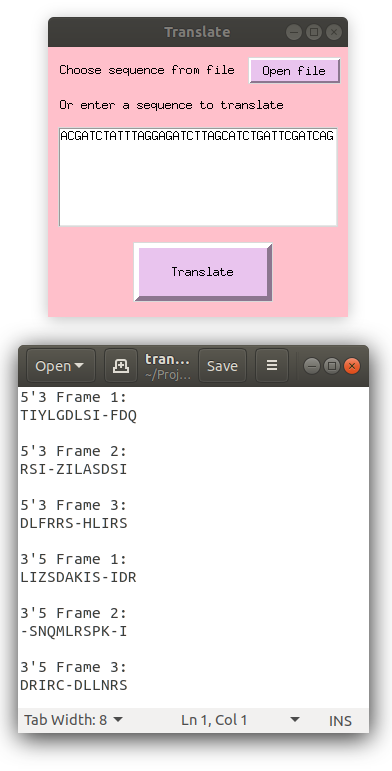 Translate
Choose sequence from file
Open file
Or enter a sequence to translate
ACGATCTATTTAGGAGATCTTAGCATCTGATTCGATCAG
Translate
Open
tran...
~/Proj...
Save
5'3 Frame 1:
TIYLGDLSI-FDQ
5'3 Frame 2:
RSI-ZILASDSI
5'3 Frame 3:
DLFRRS-HLIRS
3'5 Frame 1:
LIZSDAKIS-IDR
3'5 Frame 2:
-SNQMLRSPK-I
3'5 Frame 3:
DRIRC-DLLNRS
Tab Width: 8
Ln 1, Col 1
INS